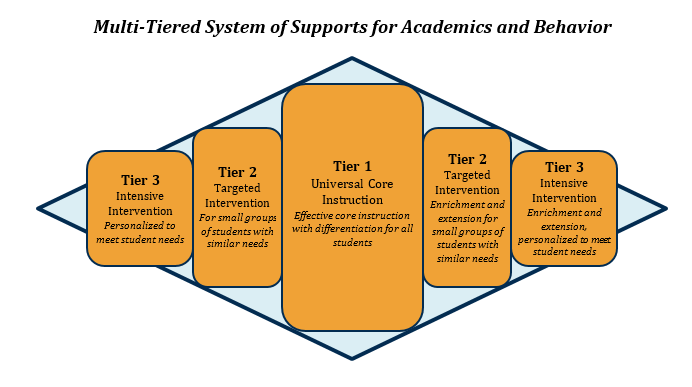 Multi-Tiered System of Supports for Academics and Behavior
Tier 3
Intensive
Intervention
Personalized to
meet student needs
Tier 2
Targeted
Intervention
For small groups
of students with
similar needs
Tier 1
Universal Core
Instruction
Effective core instruction
with differentiation for all
students
Tier 2
Targeted
Intervention
Enrichment and
extension for
small groups of
students with
similar needs
Tier 3
Intensive
Intervention
Enrichment and
extension,
personalized to meet
student needs